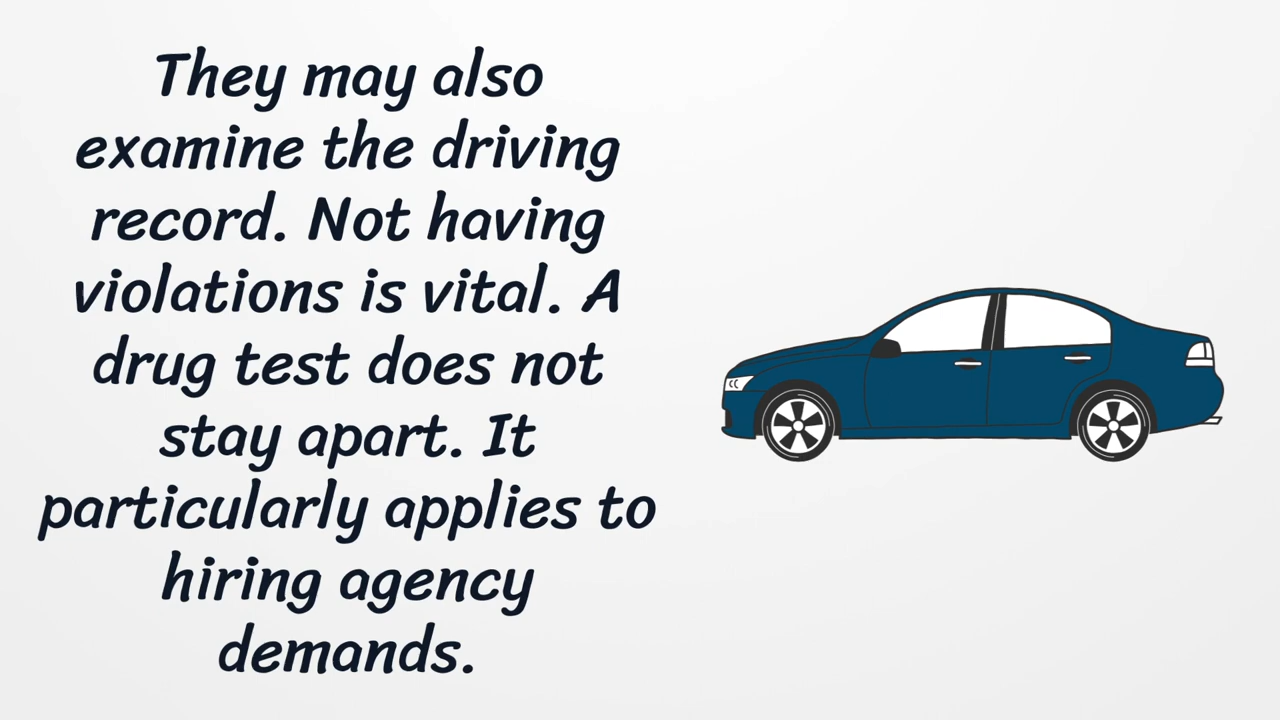 They may also
examine the driving
record. Not having
violations is vital. A
drug test does not
stay apart. It
particularly applies to
hiring agency
demands.